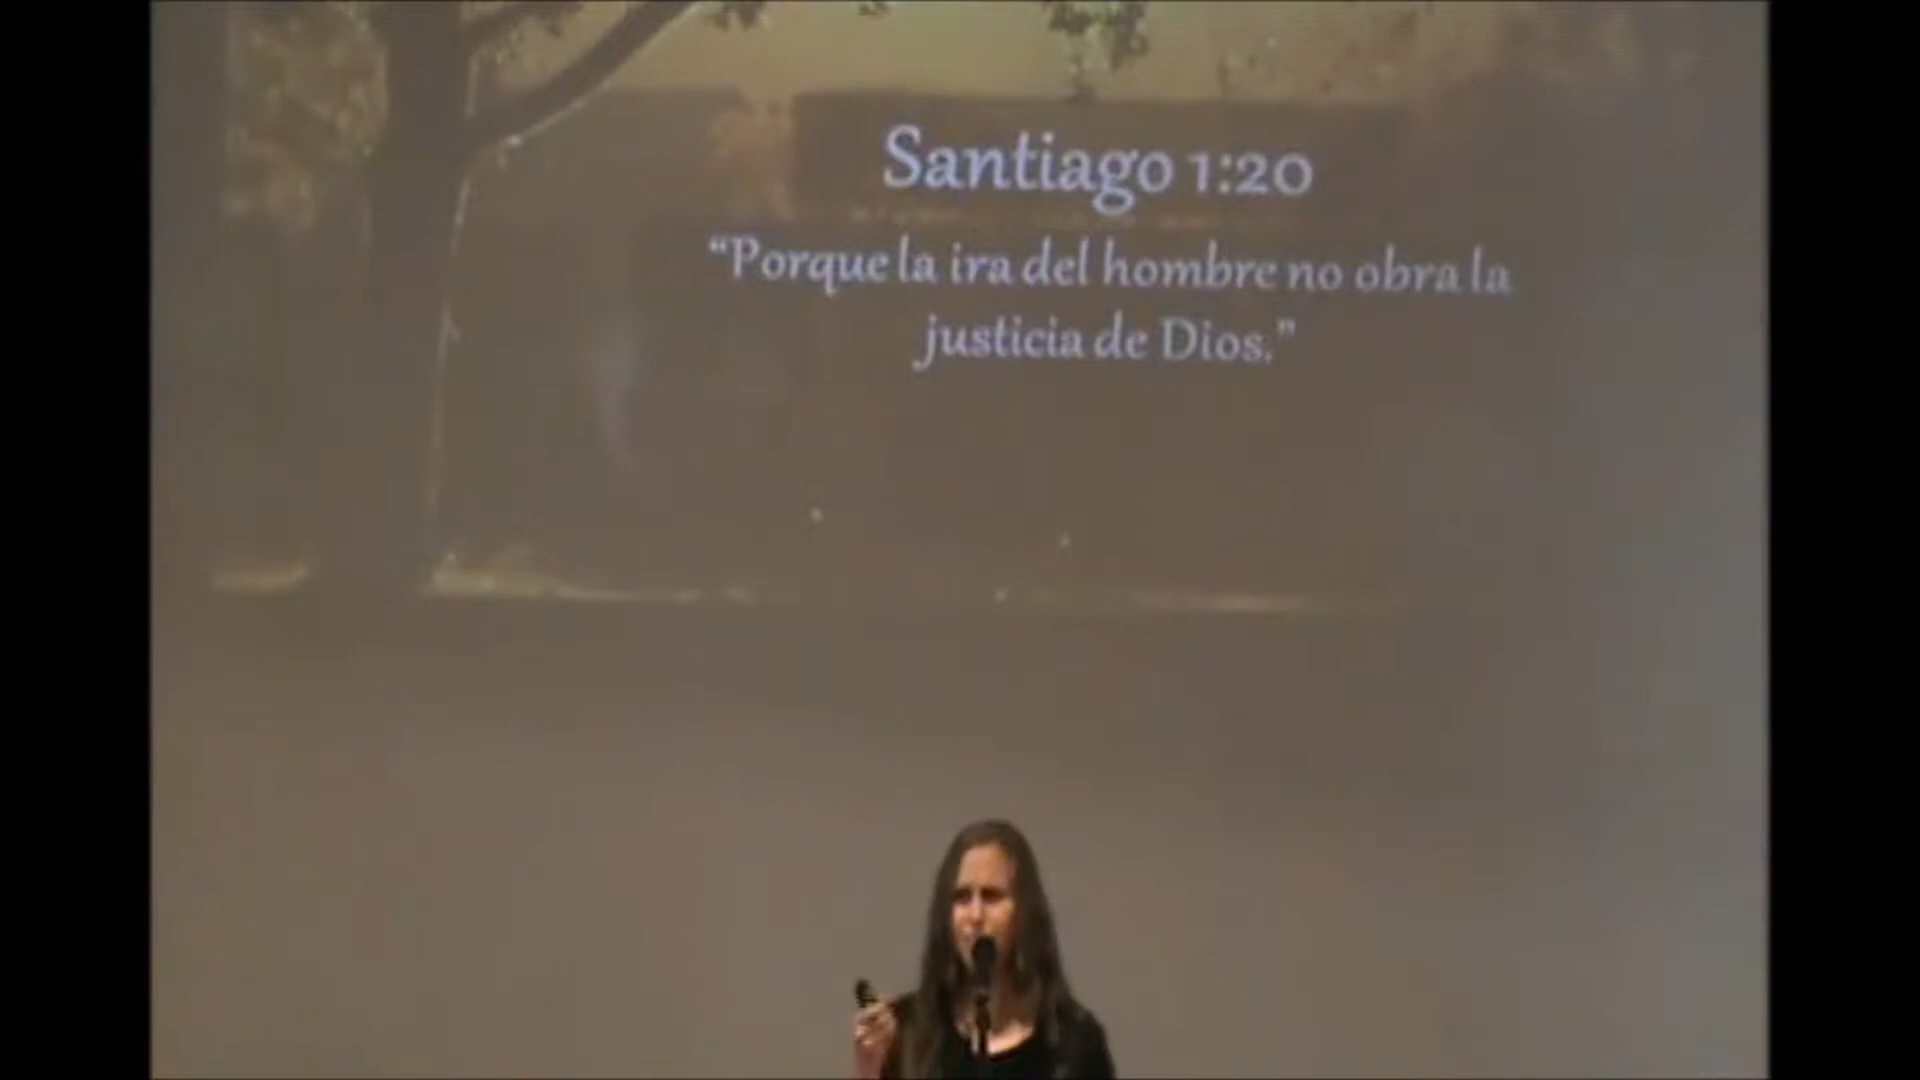 Santiago 1:20
“Porque la ira del hombre no obra la
justicia de Dios.”